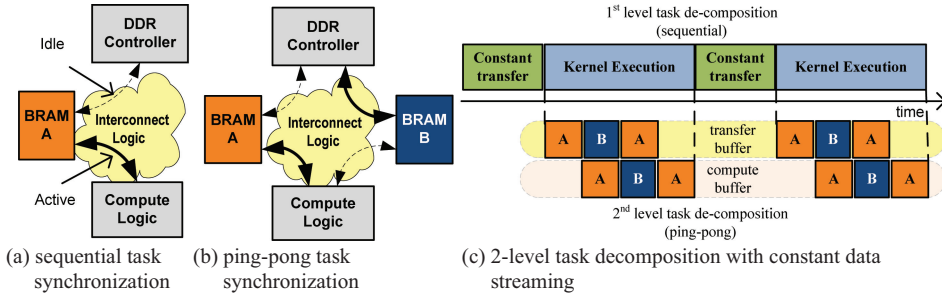 DDR
Controller
Idle
BRAM
A
Interconnect
Logic
Active
Compute
Logic
(a) sequential task
synchronization
DDR
Controller
BRAM
A
Interconnect
Logic
BRAM
B
Compute
Logic
(b) ping-pong task
synchronization
1st level task de-composition
(sequential)
Constant
transfer
Kernel Execution
Constant
transfer
Kernel Execution
time
A B A
transfer
buffer
A B A
A B A
compute
buffer
A B A
2nd level task de-composition
(ping-pong)
(c) 2-level task decomposition with constant data
streaming